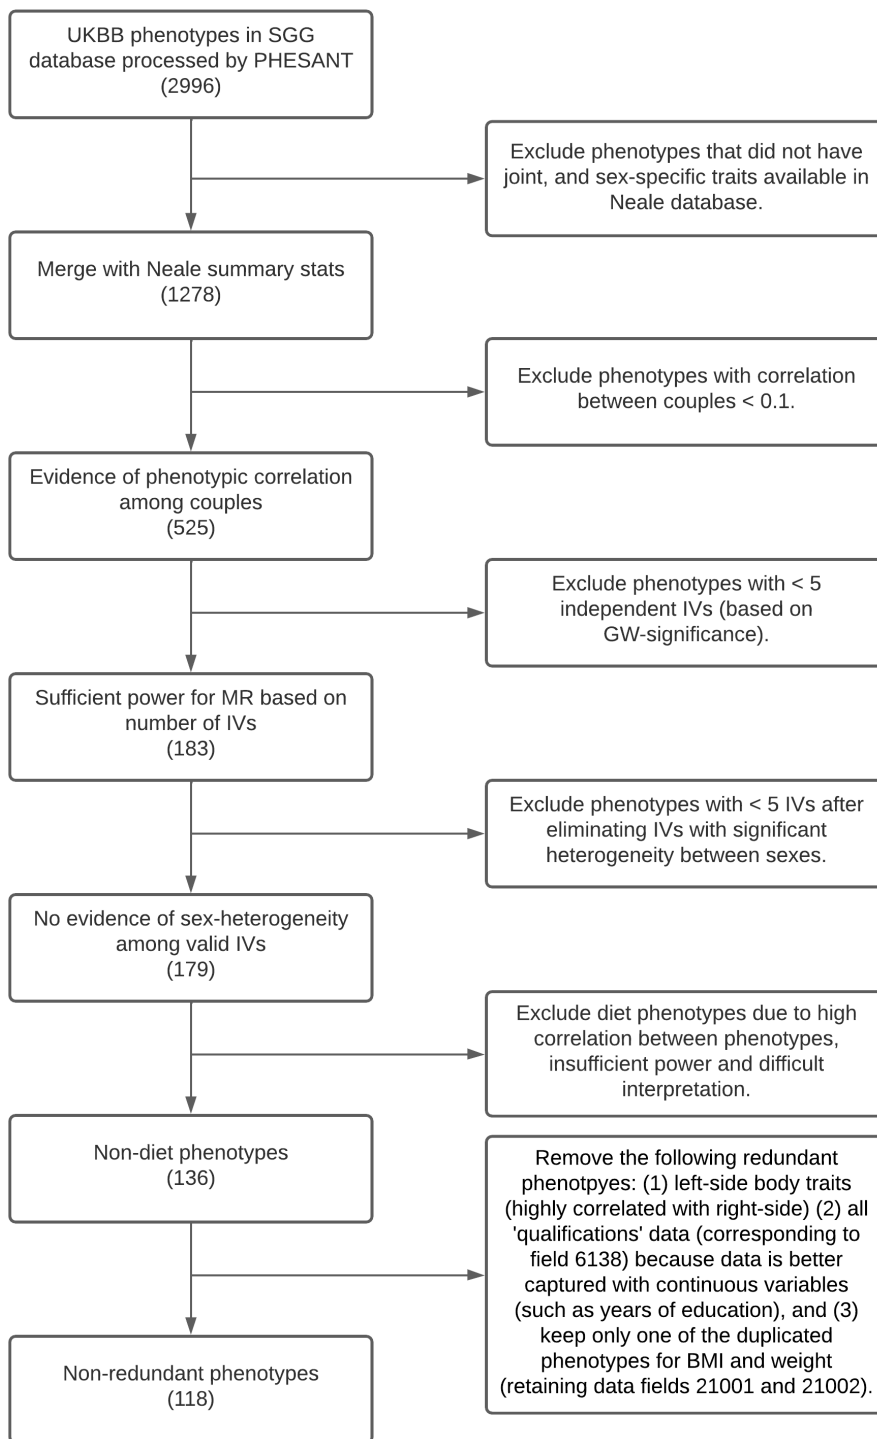 UKBB phenotypes in SGG
database processed by PHESANT
(2996)
Exclude phenotypes that did not have
joint, and sex-specific traits available in
Neale database.
Merge with Neale summary stats
(1278)
Exclude phenotypes with correlation
between couples < 0.1.
Evidence of phenotypic correlation
among couples
(525)
Exclude phenotypes with < 5
independent IVs (based on
GW-significance).
Sufficient power for MR based on
number of IVs
(183)
Exclude phenotypes with < 5 IVs after
eliminating IVs with significant
heterogeneity between sexes.
No evidence of sex-heterogeneity
among valid IVs
(179)
Exclude diet phenotypes due to high
correlation between phenotypes,
insufficient power and difficult
interpretation.
Non-diet phenotypes
(136)
Remove the following redundant
phenotpyes: (1) left-side body traits
(highly correlated with right-side) (2) all
'qualifications' data (corresponding to
field 6138) because data is better
captured with continuous variables
(such as years of education), and (3)
keep only one of the duplicated
phenotypes for BMI and weight
(retaining data fields 21001 and 21002).
Non-redundant phenotypes
(118)